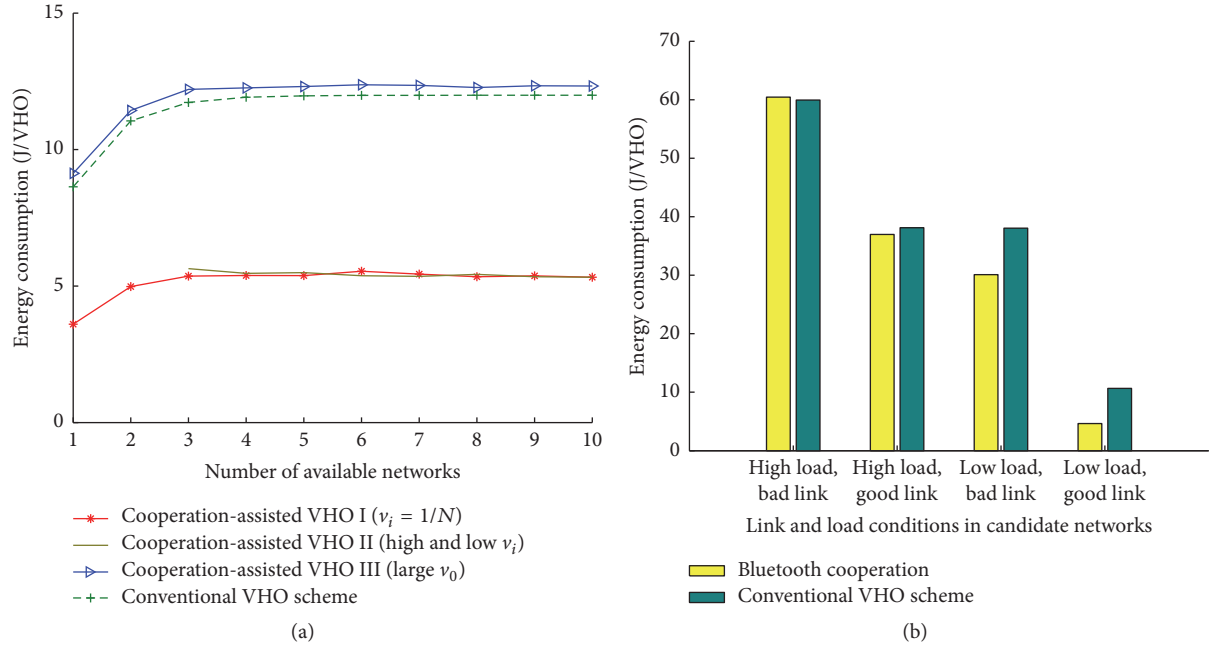 15
10
5
0
Energy consumption (J/VHO)
1 2 3 4 5 6 7 8 9 10
Number of available networks
Cooperation-assisted VHO I (vᵢ = 1/N)
Cooperation-assisted VHO II (high and low vᵢ)
Cooperation-assisted VHO III (large v₀)
Conventional VHO scheme
(a)
70
60
50
40
30
20
10
0
Energy consumption (J/VHO)
High load, High load, Low load, Low load,
bad link good link bad link good link
Link and load conditions in candidate networks
Bluetooth cooperation
Conventional VHO scheme
(b)